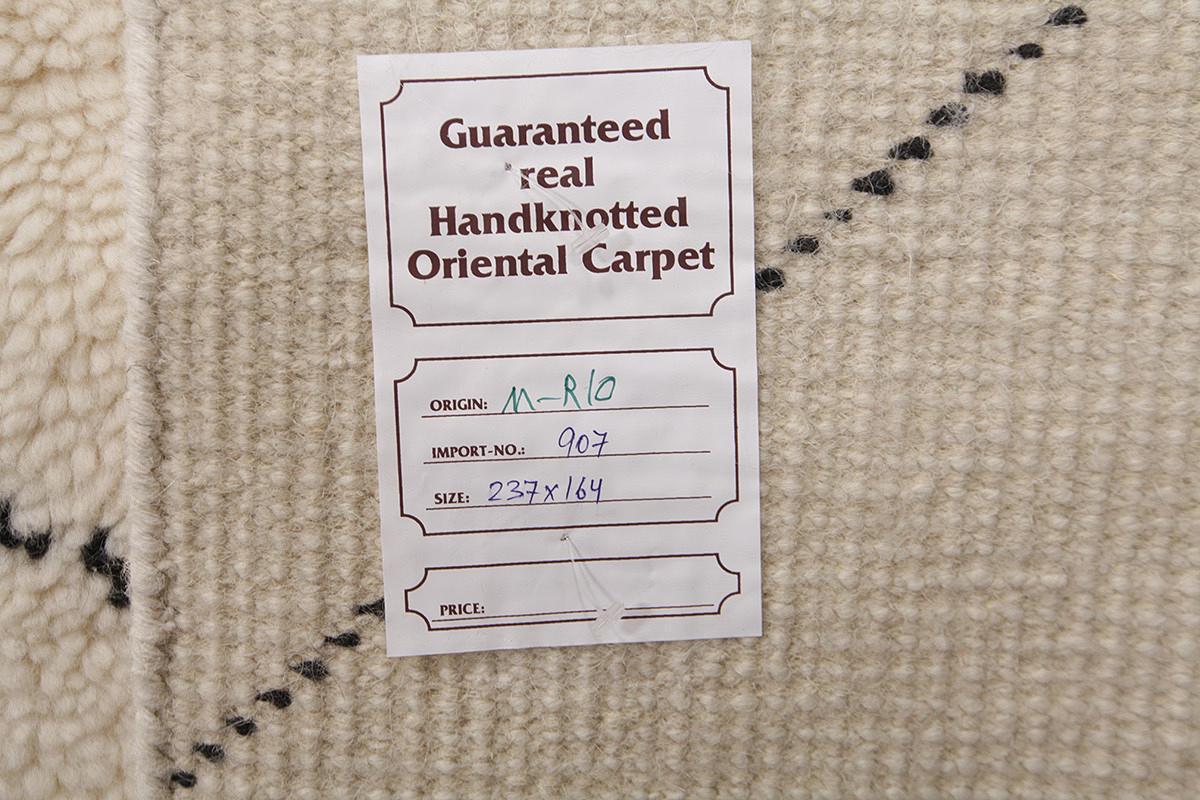 Guaranteed
real
Handknotted
Oriental Carpet
ORIGIN: M-R10
IMPORT-NO.: 907
SIZE: 237x164
PRICE: